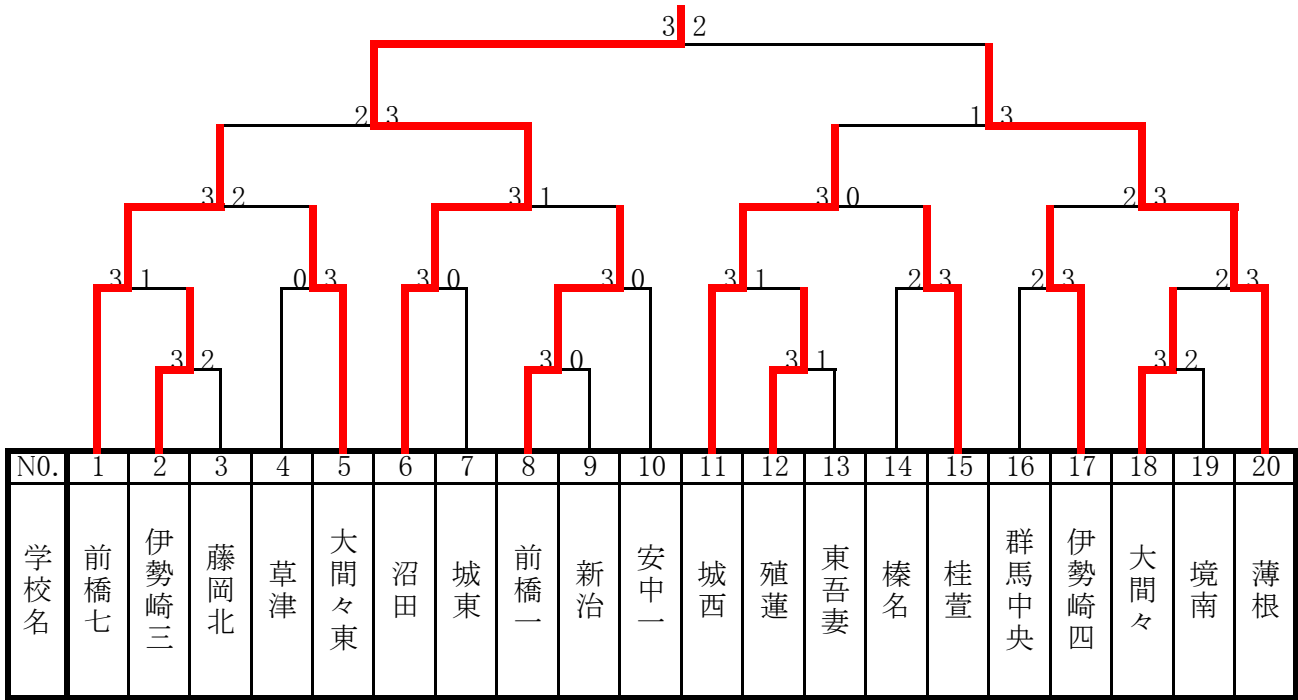 3 2
2 3 1 3
3 2 3 1 3 0 2 3
3 1 0 3 3 0 3 0 3 1 2 3 2 3 2 3
3 2 3 0 3 1 3 2
N0. 1 2 3 4 5 6 7 8 9 10 11 12 13 14 15 16 17 18 19 20
学校名 前橋七 伊勢崎三 藤岡北 草津 大間々東 沼田 城東 前橋一 新治 安中一 城西 殖蓮 東吾妻 榛名 桂萱 群馬中央 伊勢崎四 大間々 境南 薄根